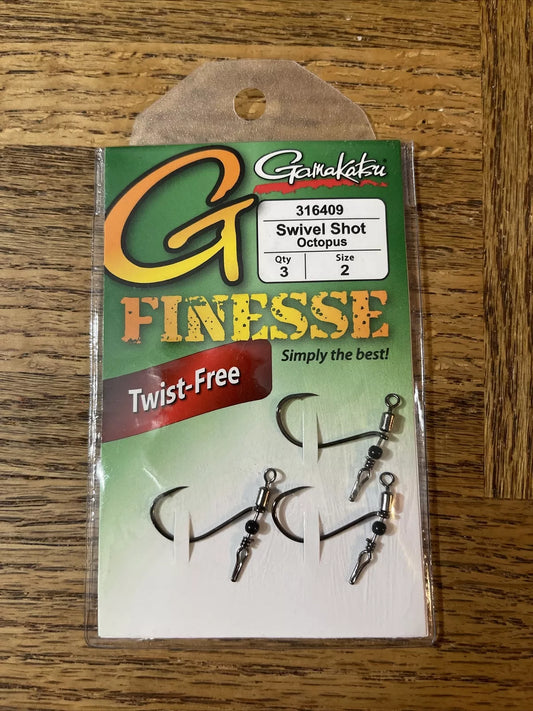 G
Gamakatsu
316409
Swivel Shot
Octopus
Qty Size
3 2
FINESSE
Simply the best!
Twist-Free